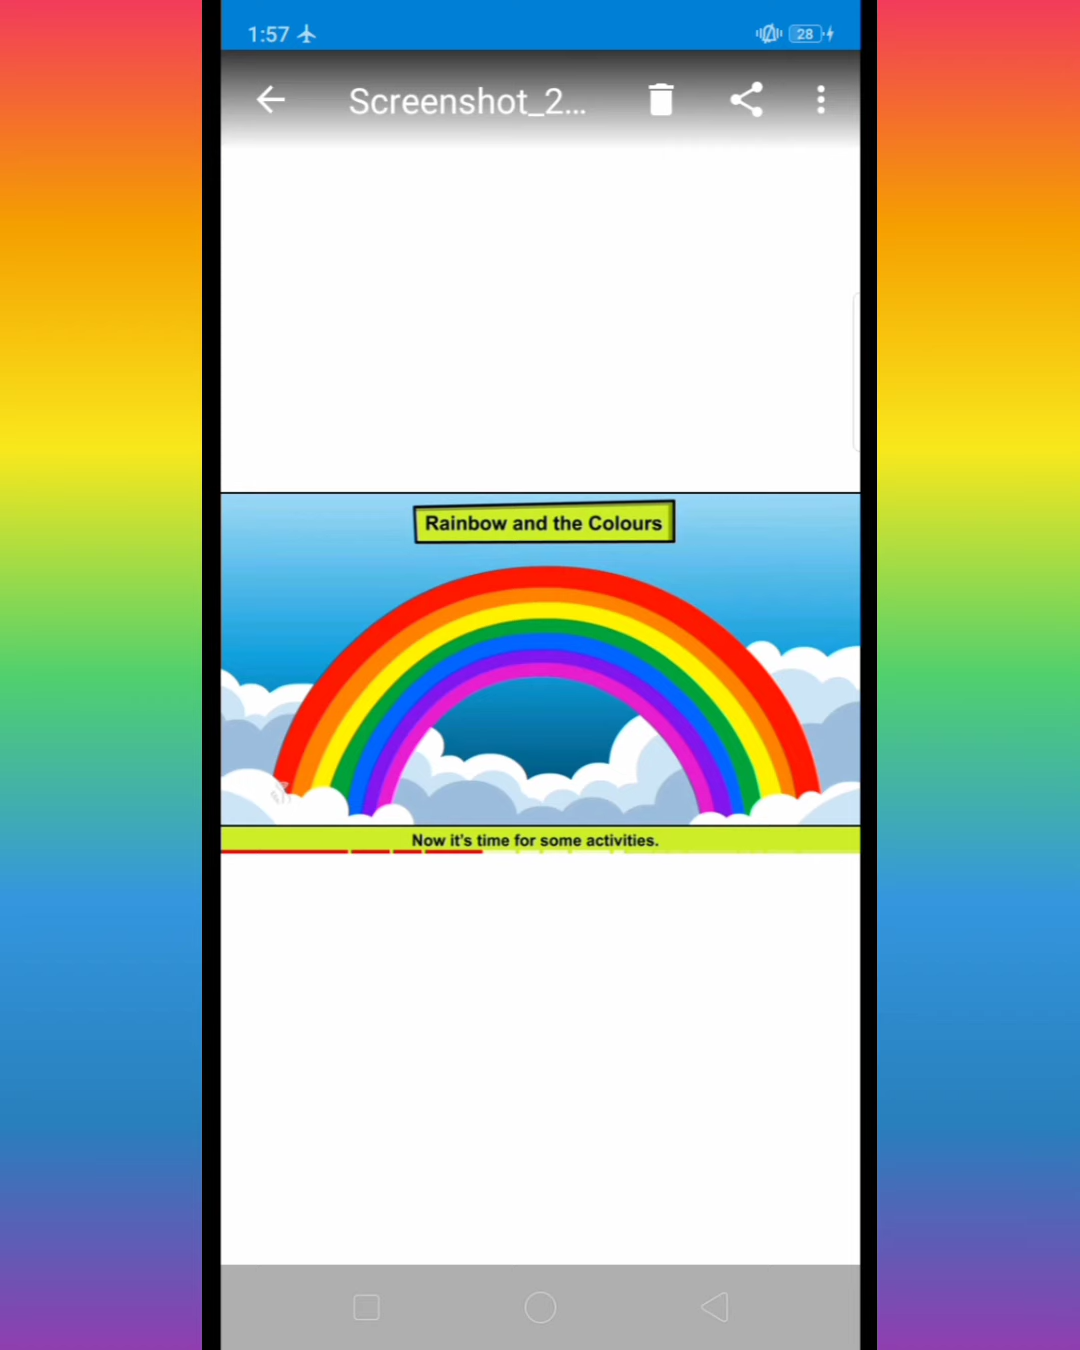 1:57
28
Screenshot_2...
Rainbow and the Colours
Now it's time for some activities.